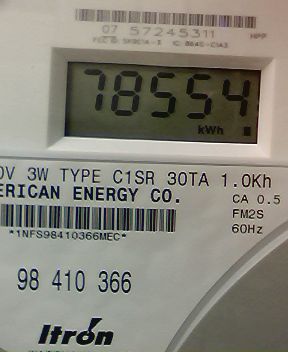 07 57245311
HPP
78554
kWh
0V 3W TYPE C1SR 30TA 1.0Kh
ERICAN ENERGY CO.
CA 0.5
FM2S
*1NFS98410366MEC*
60Hz
98 410 366
Itron